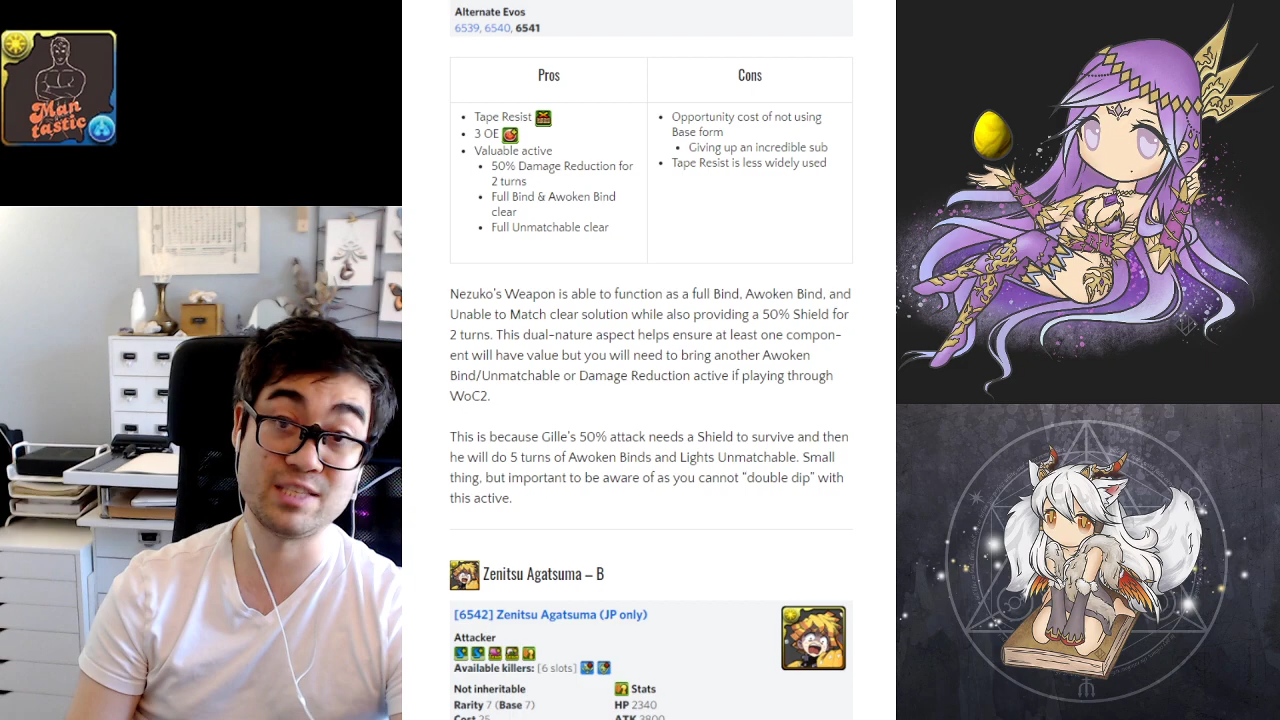 Man
tastic
Alternate Evos
6539, 6540, 6541
Pros
Cons
Tape Resist
3 OE
Valuable active
50% Damage Reduction for
2 turns
Full Bind & Awoken Bind
clear
Full Unmatchable clear
Opportunity cost of not using
Base form
Giving up an incredible sub
Tape Resist is less widely used
Nezuko's Weapon is able to function as a full Bind, Awoken Bind, and
Unable to Match clear solution while also providing a 50% Shield for
2 turns. This dual-nature aspect helps ensure at least one compon-
ent will have value but you will need to bring another Awoken
Bind/Unmatchable or Damage Reduction active if playing through
WoC2.
This is because Gille's 50% attack needs a Shield to survive and then
he will do 5 turns of Awoken Binds and Lights Unmatchable. Small
thing, but important to be aware of as you cannot “double dip” with
this active.
Zenitsu Agatsuma – B
[6542] Zenitsu Agatsuma (JP only)
Attacker
Available killers: [6 slots]
Not inheritable
Rarity 7 (Base 7)
Cost 25
Stats
HP 2340
ATK 3800